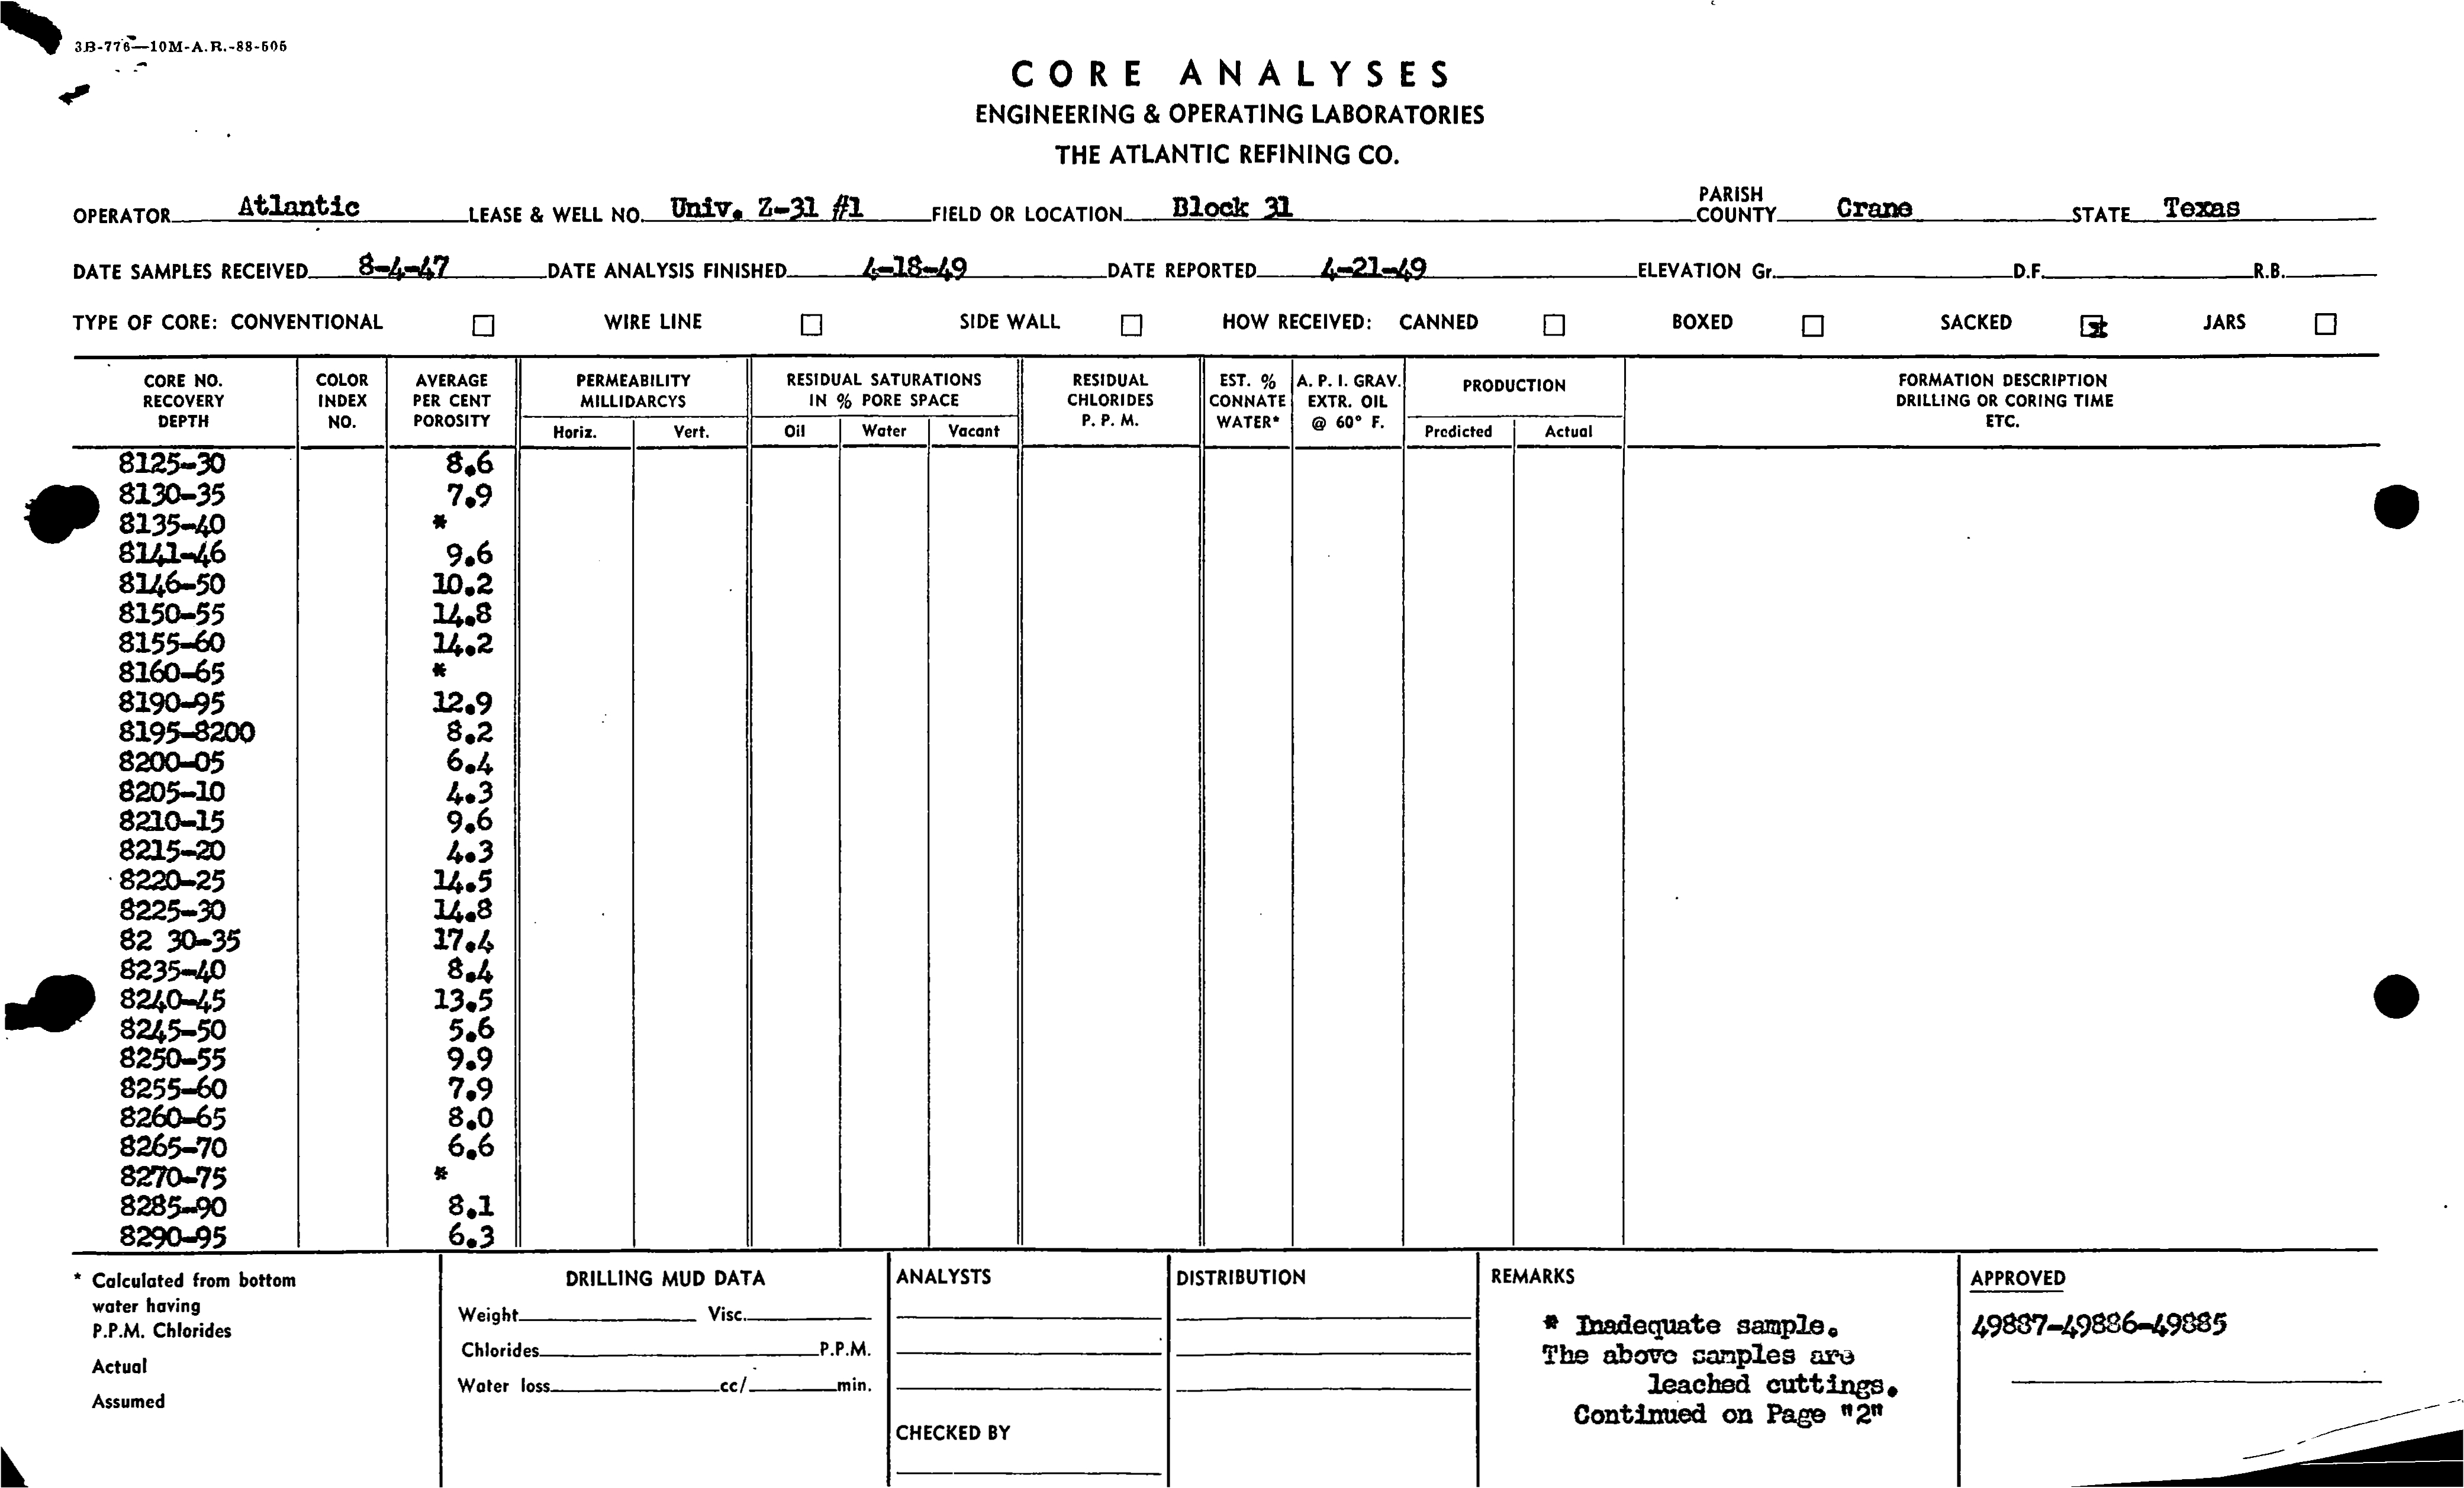 3B-776—10M-A.R.-88-505
CORE ANALYSES
ENGINEERING & OPERATING LABORATORIES
THE ATLANTIC REFINING CO.
OPERATOR Atlantic LEASE & WELL NO. Univ. Z-31 #1 FIELD OR LOCATION Block 31 PARISH COUNTY Crane STATE Texas
DATE SAMPLES RECEIVED 8-4-47 DATE ANALYSIS FINISHED 4-18-49 DATE REPORTED 4-21-49 ELEVATION Gr. D.F. R.B.
TYPE OF CORE: CONVENTIONAL ☐ WIRE LINE ☐ SIDE WALL ☐ HOW RECEIVED: CANNED ☐ BOXED ☐ SACKED ☒ JARS ☐
CORE NO. RECOVERY DEPTH
COLOR INDEX NO.
AVERAGE PER CENT POROSITY
PERMEABILITY MILLIDARCYS
Horiz. Vert.
RESIDUAL SATURATIONS IN % PORE SPACE
Oil Water Vacant
RESIDUAL CHLORIDES P. P. M.
EST. % CONNATE WATER*
A. P. I. GRAV. EXTR. OIL @ 60° F.
PRODUCTION
Predicted Actual
FORMATION DESCRIPTION DRILLING OR CORING TIME ETC.
8125-30 8.6
8130-35 7.9
8135-40 *
8141-46 9.6
8146-50 10.2
8150-55 14.8
8155-60 14.2
8160-65 *
8190-95 12.9
8195-8200 8.2
8200-05 6.4
8205-10 4.3
8210-15 9.6
8215-20 4.3
8220-25 14.5
8225-30 14.8
82 30-35 17.4
8235-40 8.4
8240-45 13.5
8245-50 5.6
8250-55 9.9
8255-60 7.9
8260-65 8.0
8265-70 6.6
8270-75 *
8285-90 8.1
8290-95 6.3
* Calculated from bottom
water having
P.P.M. Chlorides
Actual
Assumed
DRILLING MUD DATA
Weight Visc.
Chlorides P.P.M.
Water loss cc/ min.
ANALYSTS
CHECKED BY
DISTRIBUTION
REMARKS
* Inadequate sample.
The above samples are
leached cuttings.
Continued on Page "2"
APPROVED
49887-49886-49885